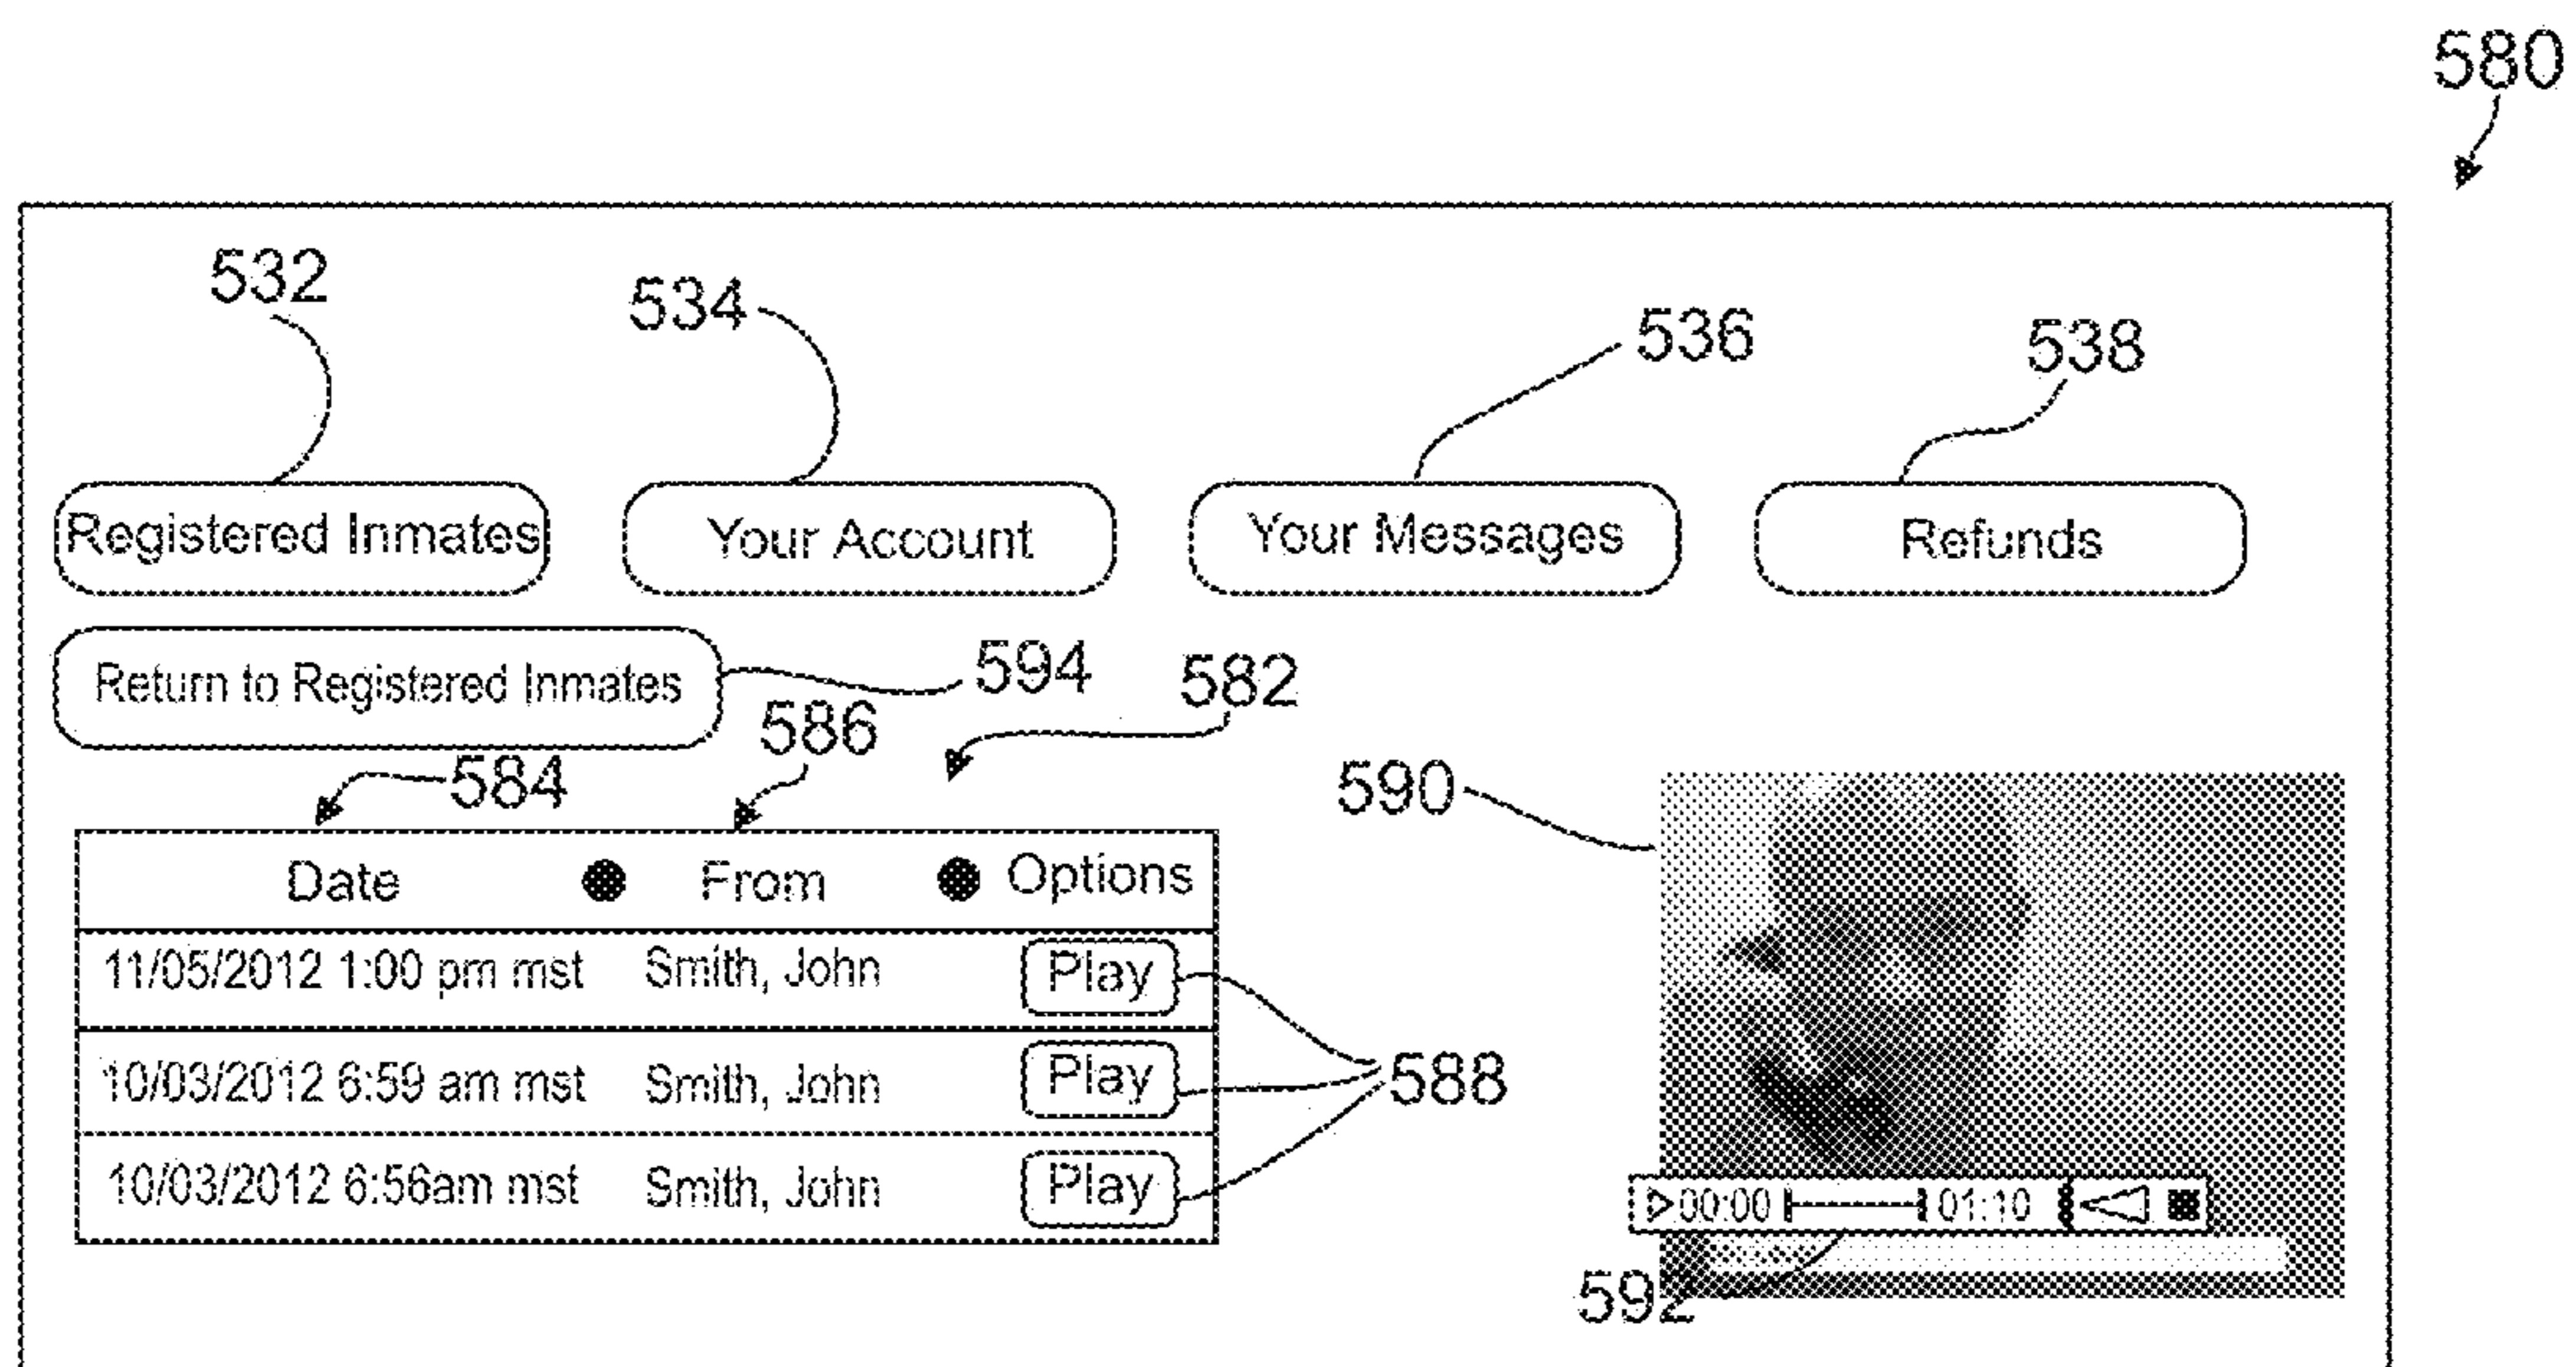 580
532
534
536
538
Registered Inmates
Your Account
Your Messages
Refunds
Return to Registered Inmates
594
582
586
584
590
Date From Options
11/05/2012 1:00 pm mst Smith, John Play
10/03/2012 6:59 am mst Smith, John Play
588
10/03/2012 6:56am mst Smith, John Play
00:00 01:10
592